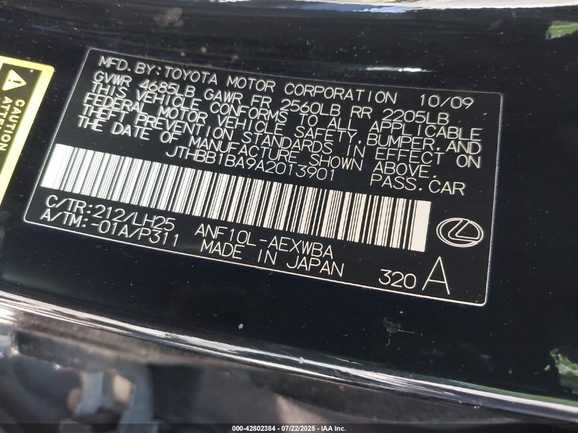 CAUTION
MFD. BY: TOYOTA MOTOR CORPORATION 10/09
GVWR 4685LB GAWR FR 2560LB RR 2205LB
THIS VEHICLE CONFORMS TO ALL APPLICABLE
FEDERAL MOTOR VEHICLE SAFETY, BUMPER, AND
THEFT PREVENTION STANDARDS IN EFFECT ON
THE DATE OF MANUFACTURE SHOWN ABOVE.
JTHBB1BA9A2013901 PASS. CAR
C/TR: 212/LH25 ANF10L-AEXWBA
A/TM: -01A/P311 MADE IN JAPAN 320 A
000-42802384 - 07/22/2025 - IAA Inc.